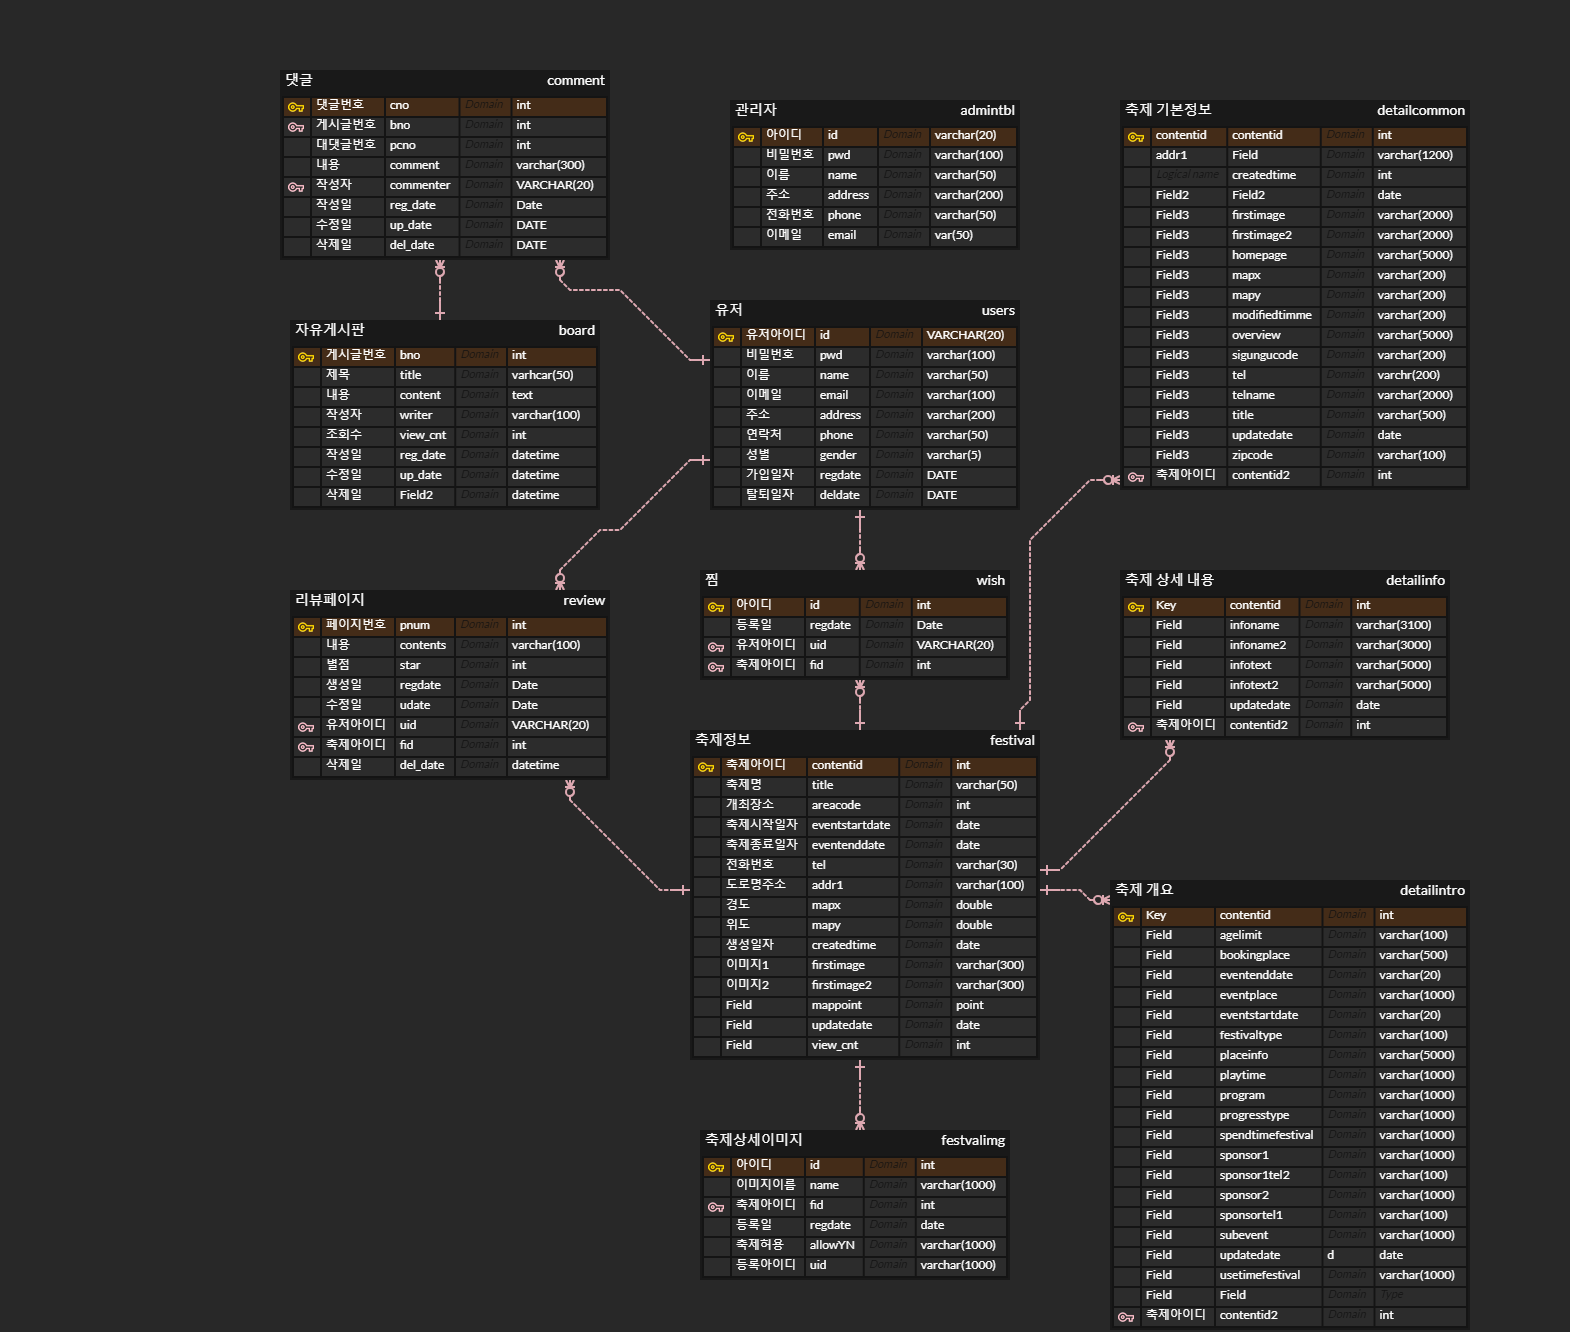 댓글 comment
댓글번호 cno Domain int
게시글번호 bno Domain int
대댓글번호 pcno Domain int
내용 comment Domain varchar(300)
작성자 commenter Domain VARCHAR(20)
작성일 reg_date Domain Date
수정일 up_date Domain DATE
삭제일 del_date Domain DATE
관리자 admintbl
아이디 id Domain varchar(20)
비밀번호 pwd Domain varchar(100)
이름 name Domain varchar(50)
주소 address Domain varchar(200)
전화번호 phone Domain varchar(50)
이메일 email Domain var(50)
축제 기본정보 detailcommon
contentid contentid Domain int
addr1 Field Domain varchar(1200)
Logical name createdtime Domain int
Field2 Field2 Domain date
Field3 firstimage Domain varchar(2000)
Field3 firstimage2 Domain varchar(2000)
Field3 homepage Domain varchar(5000)
Field3 mapx Domain varchar(200)
Field3 mapy Domain varchar(200)
Field3 modifiedtimme Domain varchar(200)
Field3 overview Domain varchar(5000)
Field3 sigungucode Domain varchar(200)
Field3 tel Domain varchr(200)
Field3 telname Domain varchar(2000)
Field3 title Domain varchar(500)
Field3 updatedate Domain date
Field3 zipcode Domain varchar(100)
축제아이디 contentid2 Domain int
자유게시판 board
게시글번호 bno Domain int
제목 title Domain varhcar(50)
내용 content Domain text
작성자 writer Domain varchar(100)
조회수 view_cnt Domain int
작성일 reg_date Domain datetime
수정일 up_date Domain datetime
삭제일 Field2 Domain datetime
유저 users
유저아이디 id Domain VARCHAR(20)
비밀번호 pwd Domain varchar(100)
이름 name Domain varchar(50)
이메일 email Domain varchar(100)
주소 address Domain varchar(200)
연락처 phone Domain varchar(50)
성별 gender Domain varchar(5)
가입일자 regdate Domain DATE
탈퇴일자 deldate Domain DATE
리뷰페이지 review
페이지번호 pnum Domain int
내용 contents Domain varchar(100)
별점 star Domain int
생성일 regdate Domain Date
수정일 udate Domain Date
유저아이디 uid Domain VARCHAR(20)
축제아이디 fid Domain int
삭제일 del_date Domain datetime
찜 wish
아이디 id Domain int
등록일 regdate Domain Date
유저아이디 uid Domain VARCHAR(20)
축제아이디 fid Domain int
축제 상세 내용 detailinfo
Key contentid Domain int
Field infoname Domain varchar(3100)
Field infoname2 Domain varchar(3000)
Field infotext Domain varchar(5000)
Field infotext2 Domain varchar(5000)
Field updatedate Domain date
축제아이디 contentid2 Domain int
축제정보 festival
축제아이디 contentid Domain int
축제명 title Domain varchar(50)
개최장소 areacode Domain int
축제시작일자 eventstartdate Domain date
축제종료일자 eventenddate Domain date
전화번호 tel Domain varchar(30)
도로명주소 addr1 Domain varchar(100)
경도 mapx Domain double
위도 mapy Domain double
생성일자 createdtime Domain date
이미지1 firstimage Domain varchar(300)
이미지2 firstimage2 Domain varchar(300)
Field mappoint Domain point
Field updatedate Domain date
Field view_cnt Domain int
축제 개요 detailintro
Key contentid Domain int
Field agelimit Domain varchar(100)
Field bookingplace Domain varchar(500)
Field eventenddate Domain varchar(20)
Field eventplace Domain varchar(1000)
Field eventstartdate Domain varchar(20)
Field festivaltype Domain varchar(100)
Field placeinfo Domain varchar(5000)
Field playtime Domain varchar(1000)
Field program Domain varchar(1000)
Field progresstype Domain varchar(1000)
Field spendtimefestival Domain varchar(1000)
Field sponsor1 Domain varchar(1000)
Field sponsor1tel2 Domain varchar(100)
Field sponsor2 Domain varchar(1000)
Field sponsortel1 Domain varchar(100)
Field subevent Domain varchar(1000)
Field updatedate d date
Field usetimefestival Domain varchar(1000)
Field Field Domain Type
축제아이디 contentid2 Domain int
축제상세이미지 festvalimg
아이디 id Domain int
이미지이름 name Domain varchar(1000)
축제아이디 fid Domain int
등록일 regdate Domain date
축제허용 allowYN Domain varchar(1000)
등록아이디 uid Domain varchar(1000)